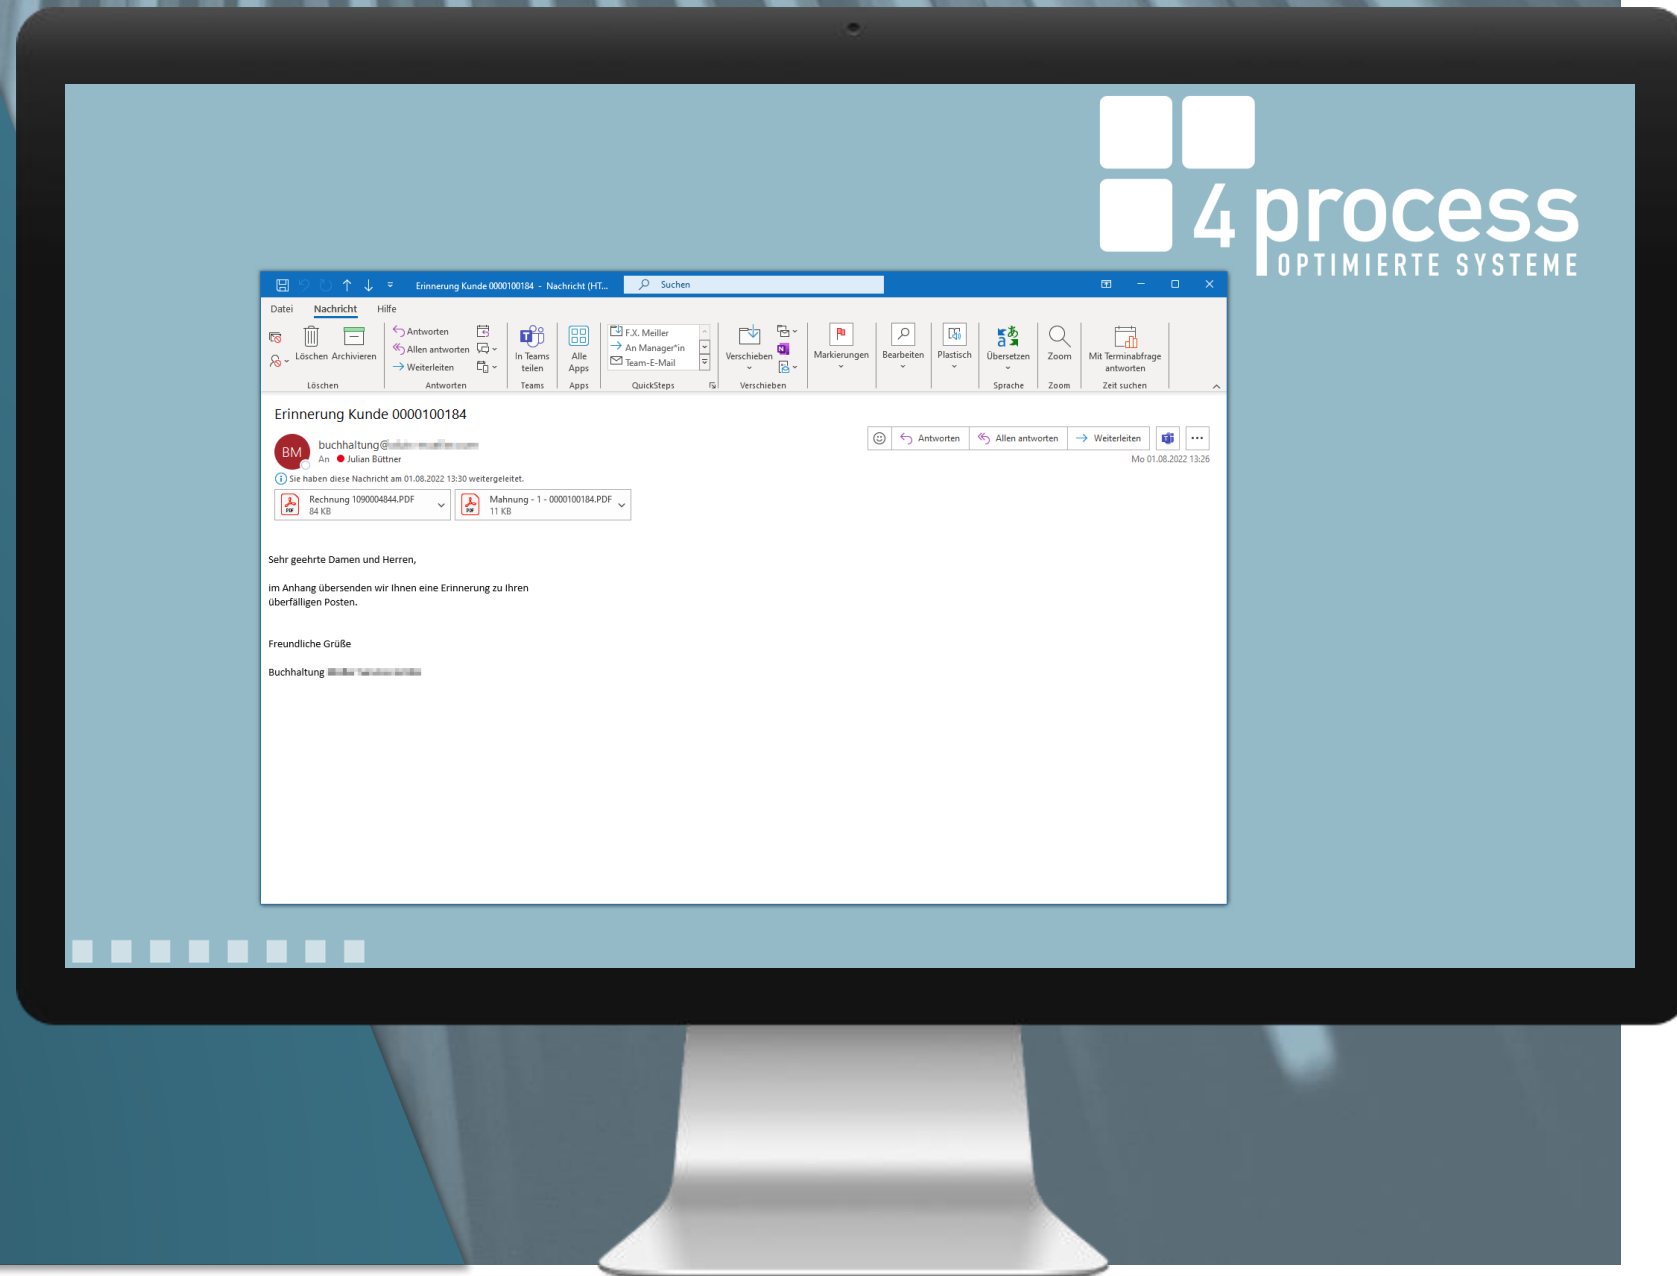 4 process
OPTIMIERTE SYSTEME
Erinnerung Kunde 0000100184 - Nachricht (HT...
Suchen
Datei Nachricht Hilfe
Löschen Archivieren
Antworten
Allen antworten
Weiterleiten
In Teams teilen
Alle Apps
F.X. Meiller
An Manager*in
Team-E-Mail
Verschieben
Markierungen
Bearbeiten
Plastisch
Übersetzen
Zoom
Mit Terminabfrage antworten
Löschen Antworten Teams Apps QuickSteps Verschieben Sprache Zoom Zeit suchen
Erinnerung Kunde 0000100184
BM
buchhaltung@
An Julian Büttner
Antworten Allen antworten Weiterleiten
Mo 01.08.2022 13:26
Sie haben diese Nachricht am 01.08.2022 13:30 weitergeleitet.
PDF
Rechnung 1090004844.PDF
84 KB
PDF
Mahnung - 1 - 0000100184.PDF
11 KB
Sehr geehrte Damen und Herren,
im Anhang übersenden wir Ihnen eine Erinnerung zu Ihren
überfälligen Posten.
Freundliche Grüße
Buchhaltung